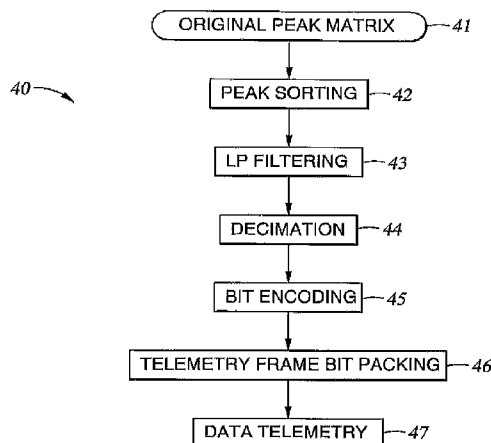 ORIGINAL PEAK MATRIX 41
40
PEAK SORTING 42
LP FILTERING 43
DECIMATION 44
BIT ENCODING 45
TELEMETRY FRAME BIT PACKING 46
DATA TELEMETRY 47